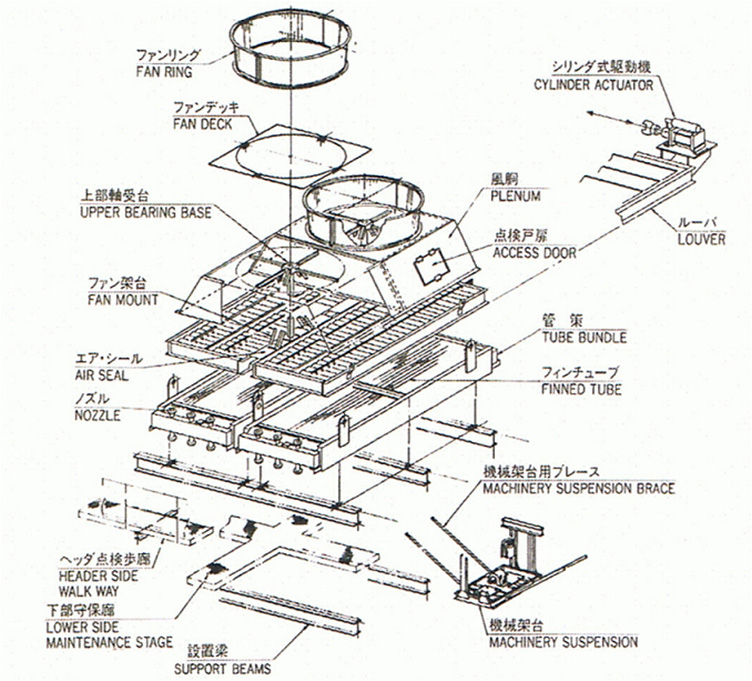 ファンリング
FAN RING
シリンダ式駆動機
CYLINDER ACTUATOR
ファンデッキ
FAN DECK
上部軸受台
UPPER BEARING BASE
風胴
PLENUM
ルーバ
LOUVER
点検戸扉
ACCESS DOOR
ファン架台
FAN MOUNT
管 策
TUBE BUNDLE
エア・シール
AIR SEAL
フィンチューブ
FINNED TUBE
ノズル
NOZZLE
機械架台用ブレース
MACHINERY SUSPENSION BRACE
ヘッダ点検歩廊
HEADER SIDE
WALK WAY
下部守保廊
LOWER SIDE
MAINTENANCE STAGE
機械架台
MACHINERY SUSPENSION
設置梁
SUPPORT BEAMS